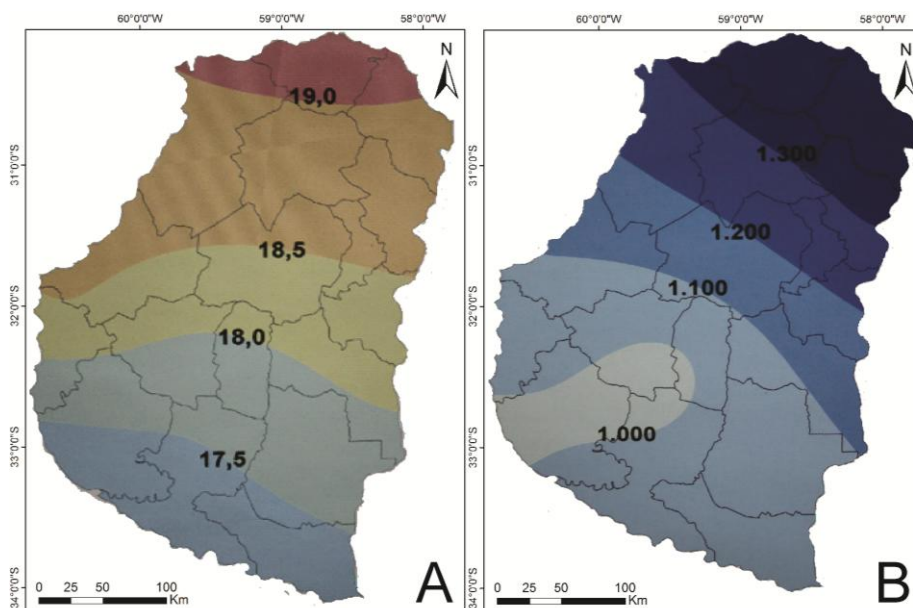 60°0'0"W 59°0'0"W 58°0'0"W
N
31°0'0"S
32°0'0"S
33°0'0"S
34°0'0"S
19,0
18,5
18,0
17,5
0 25 50 100
Km
A
60°0'0"W 59°0'0"W 58°0'0"W
N
31°0'0"S
32°0'0"S
33°0'0"S
34°0'0"S
1.300
1.200
1.100
1.000
0 25 50 100
Km
B